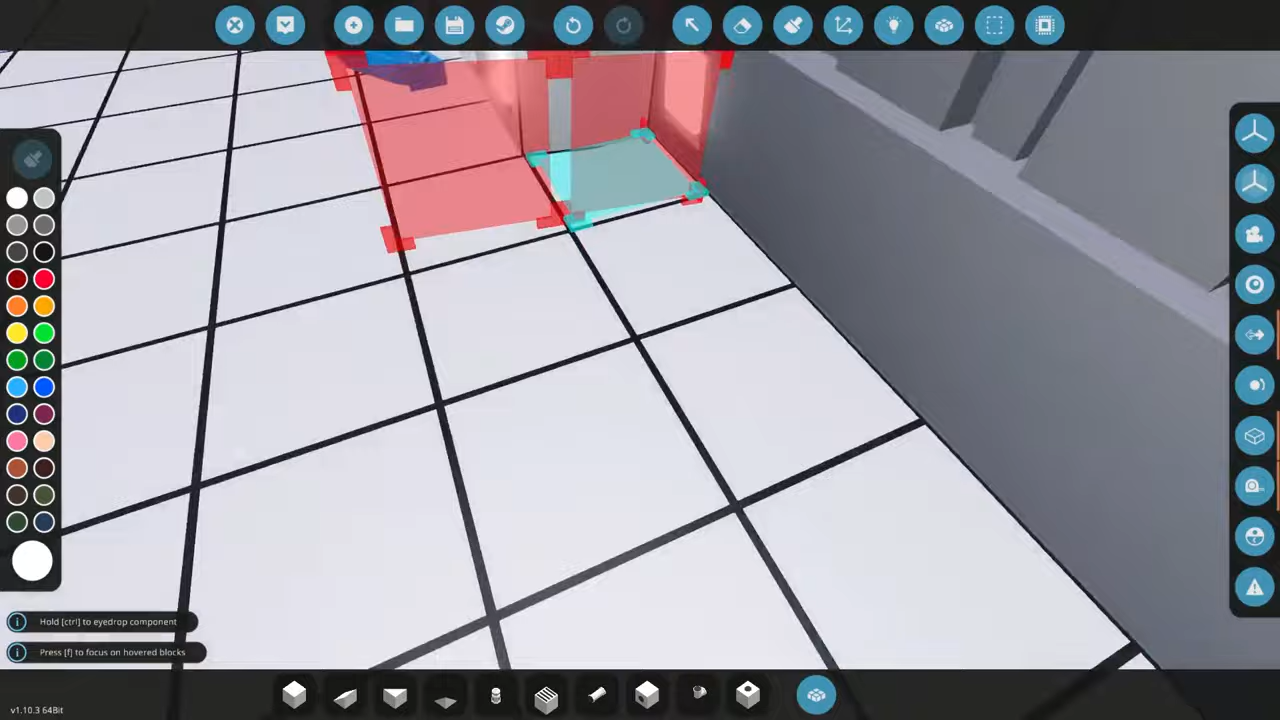 Hold [ctrl] to eyedrop component
Press [f] to focus on hovered blocks
v1.10.3 64Bit